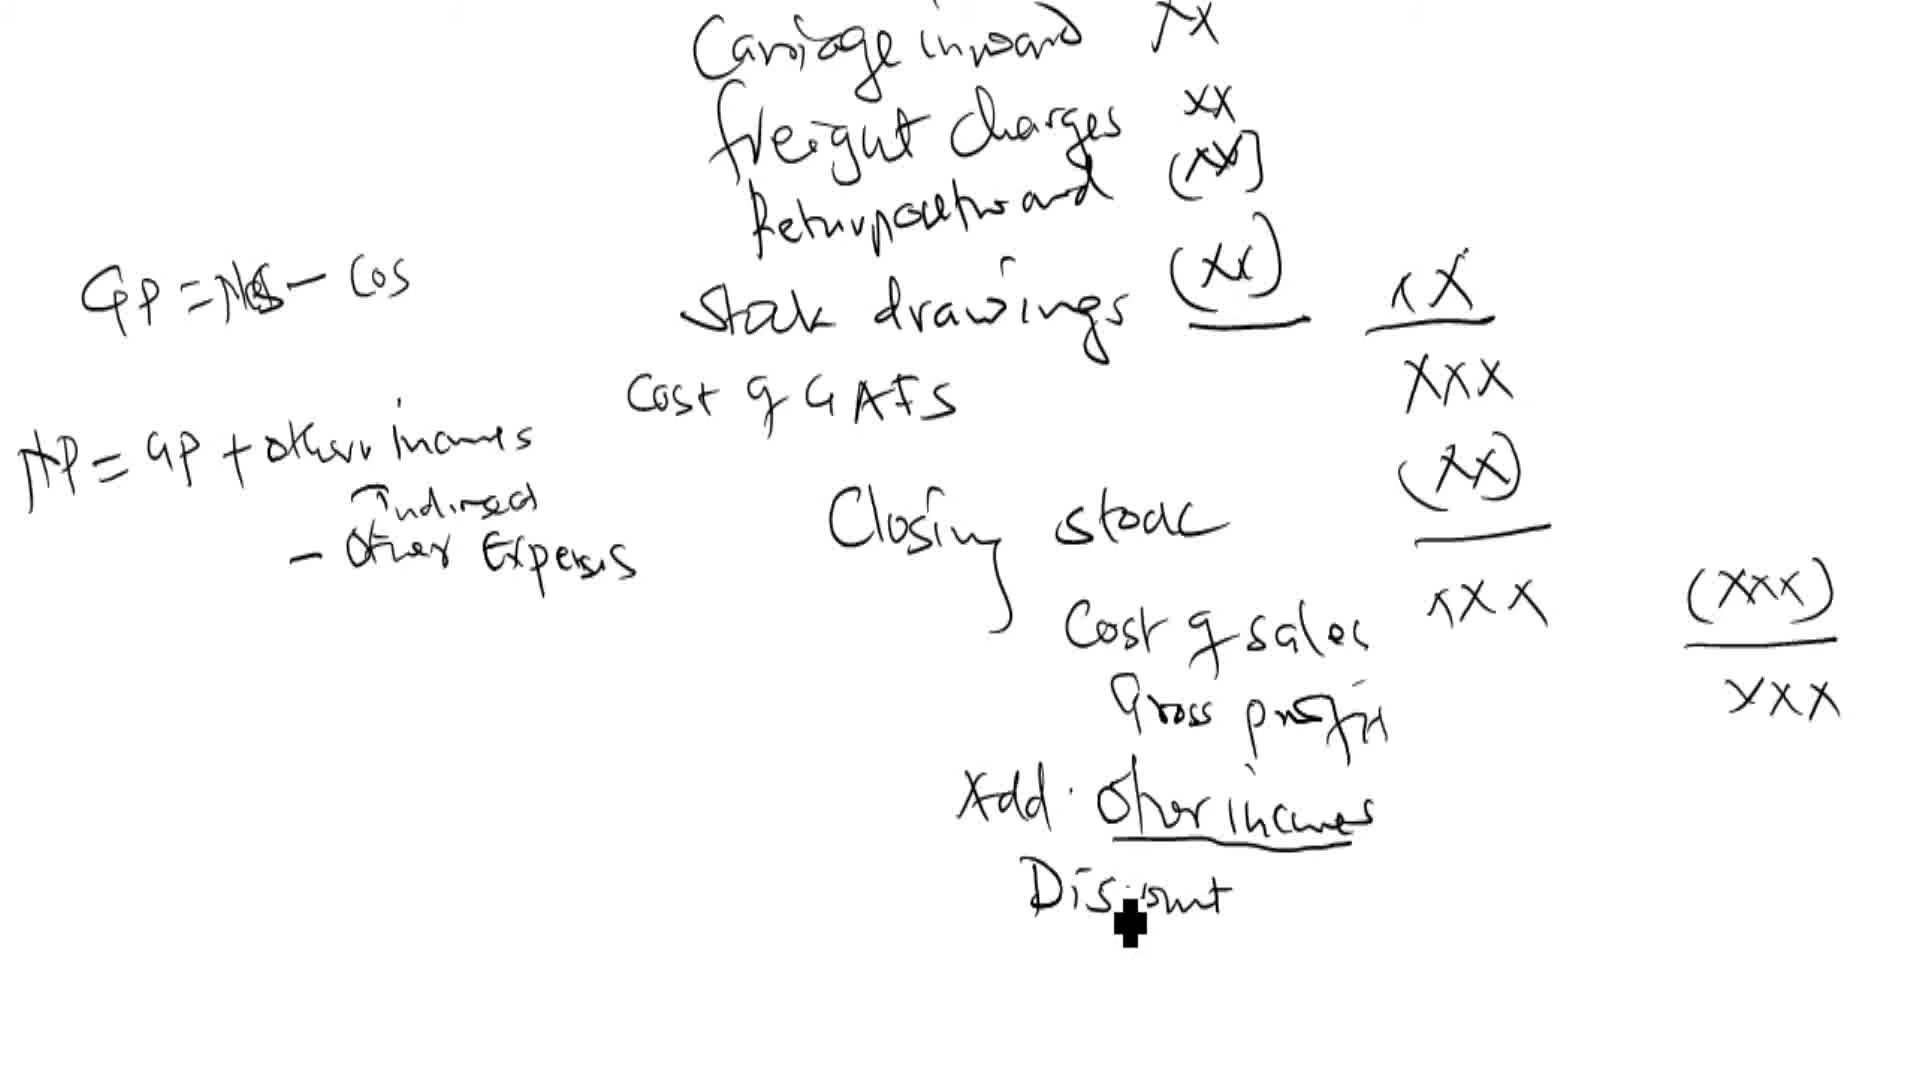 Carriage inward XX
freight charges XX
Return outward (XX)
Stock drawings (XX) XX
GP = NS - COS
Cost of GAFS XXX
NP = GP + other incomes
Indirect
- Other Expenses
Closing stock (XX)
XXX (XXX)
Cost of sales
Gross profit XXX
Add. Other incomes
Discount